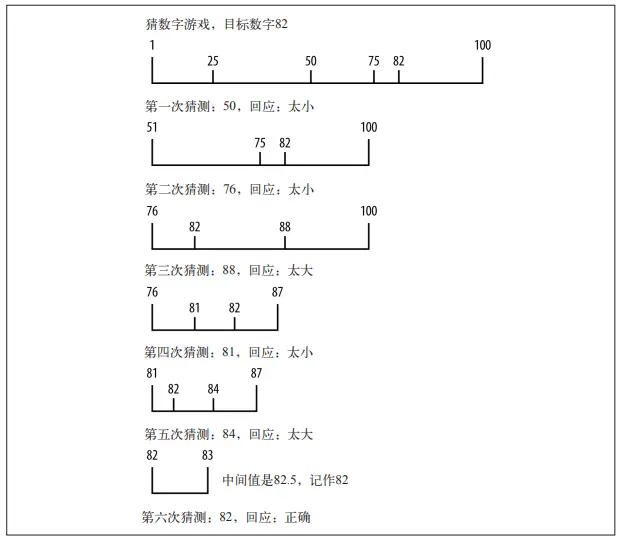 猜数字游戏，目标数字82
1 100
25 50 75 82
第一次猜测：50，回应：太小
51 100
75 82
第二次猜测：76，回应：太小
76 100
82 88
第三次猜测：88，回应：太大
76 87
81 82
第四次猜测：81，回应：太小
81 87
82 84
第五次猜测：84，回应：太大
82 83
中间值是82.5，记作82
第六次猜测：82，回应：正确